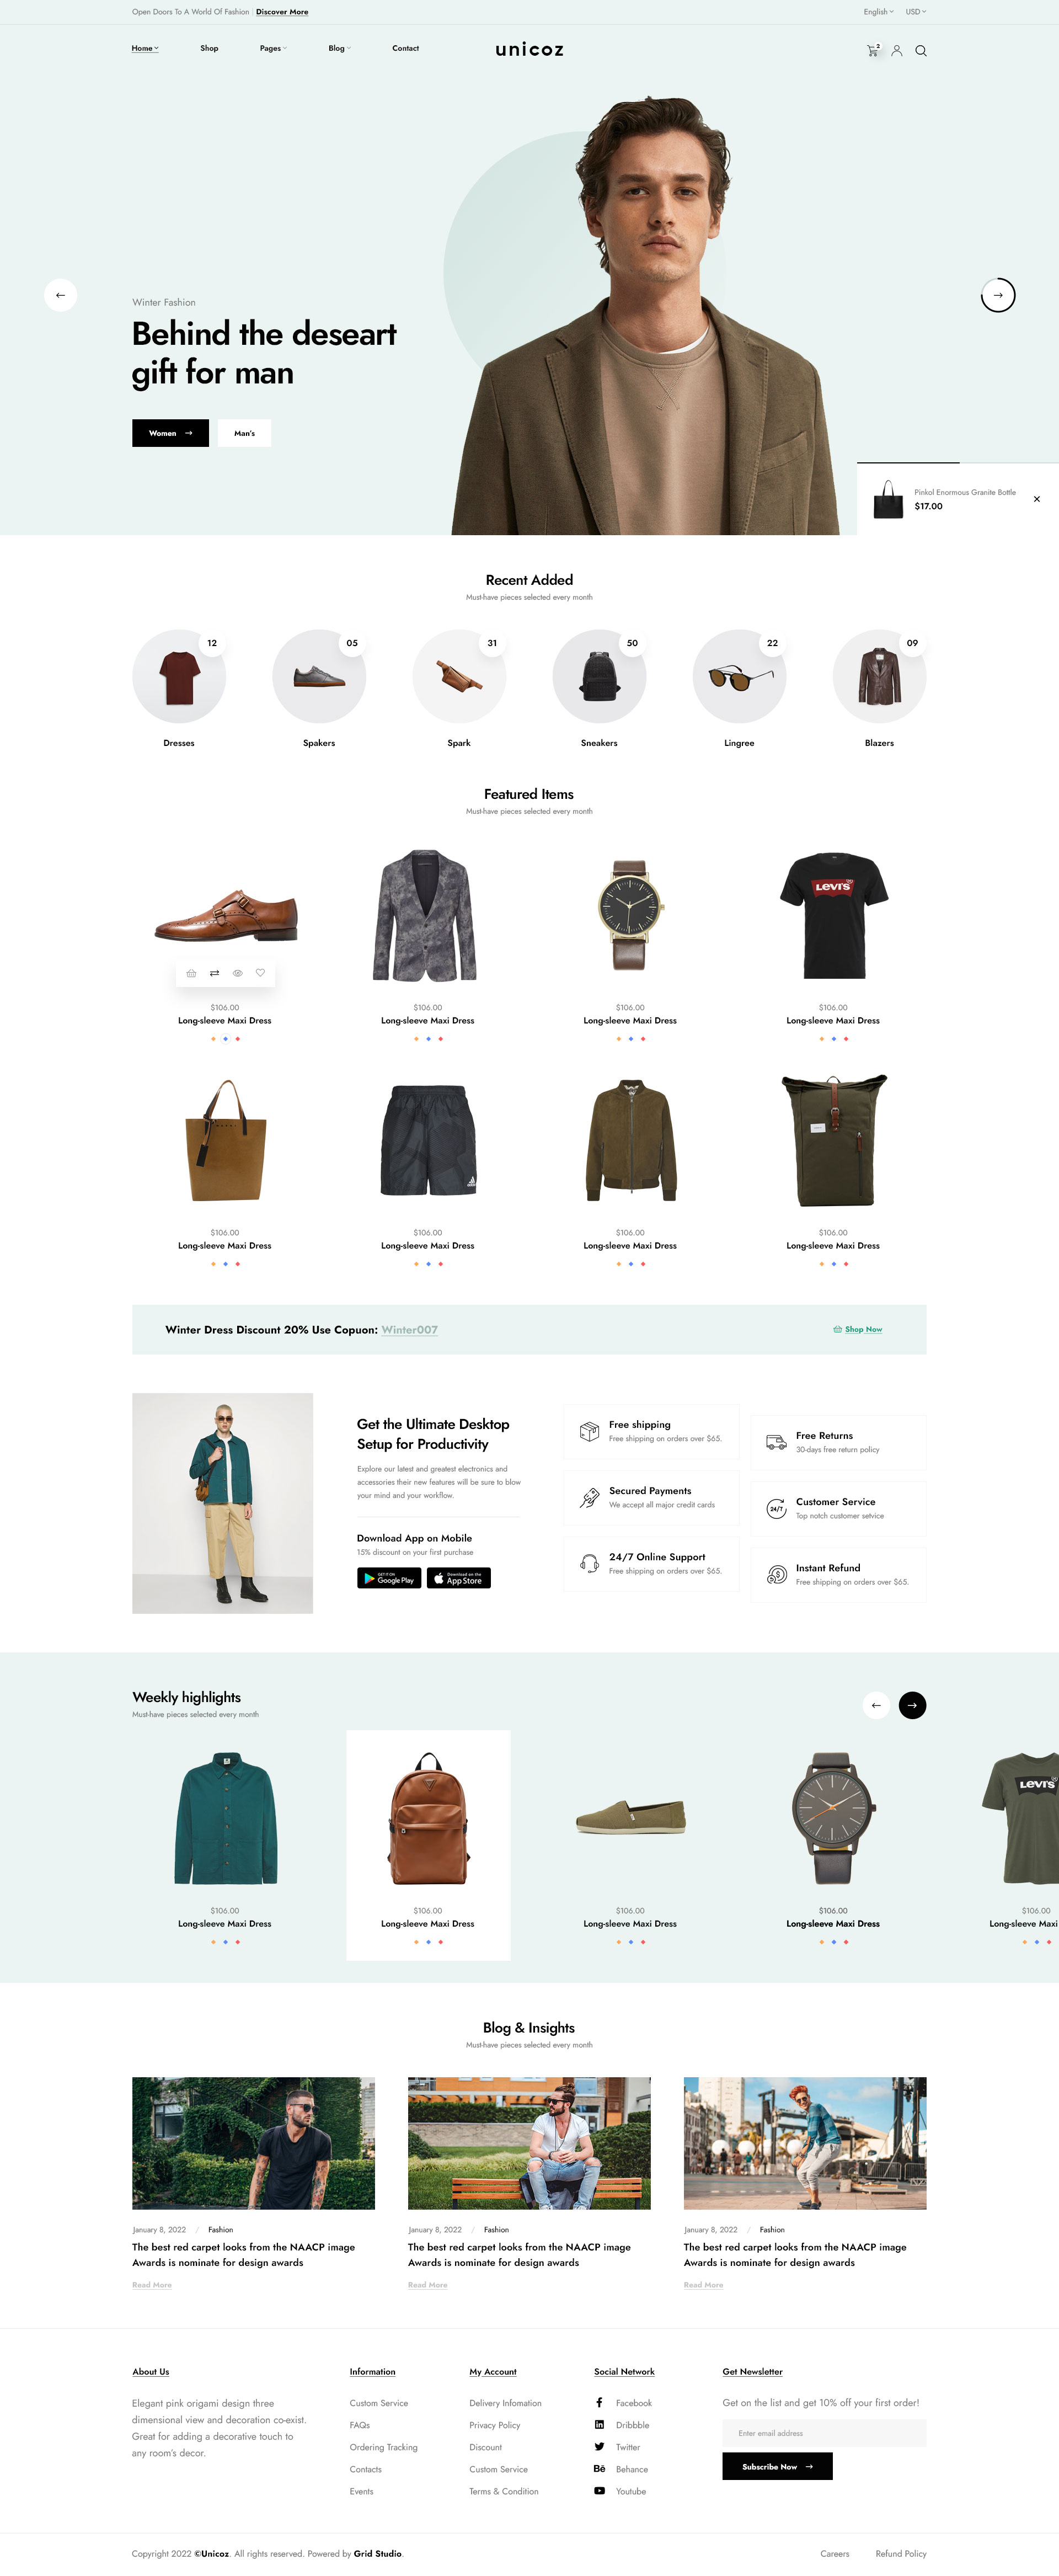 Open Doors To A World Of Fashion | Discover More
English
USD
Home
Shop
Pages
Blog
Contact
unicoz
2
Winter Fashion
Behind the deseart
gift for man
Women
Man's
Pinkol Enormous Granite Bottle
$17.00
Recent Added
Must-have pieces selected every month
12
05
31
50
22
09
Dresses
Spakers
Spark
Sneakers
Lingree
Blazers
Featured Items
Must-have pieces selected every month
LEVI'S
$106.00
Long-sleeve Maxi Dress
$106.00
Long-sleeve Maxi Dress
$106.00
Long-sleeve Maxi Dress
$106.00
Long-sleeve Maxi Dress
adidas
$106.00
Long-sleeve Maxi Dress
$106.00
Long-sleeve Maxi Dress
$106.00
Long-sleeve Maxi Dress
$106.00
Long-sleeve Maxi Dress
Winter Dress Discount 20% Use Copuon: Winter007
Shop Now
Get the Ultimate Desktop
Setup for Productivity
Explore our latest and greatest electronics and
accessories their new features will be sure to blow
your mind and your workflow.
Download App on Mobile
15% discount on your first purchase
GET IT ON
Google Play
Download on the
App Store
Free shipping
Free shipping on orders over $65.
Secured Payments
We accept all major credit cards
24/7 Online Support
Free shipping on orders over $65.
Free Returns
30-days free return policy
24/7
Customer Service
Top notch customer setvice
Instant Refund
Free shipping on orders over $65.
Weekly highlights
Must-have pieces selected every month
LEVI'S
$106.00
Long-sleeve Maxi Dress
$106.00
Long-sleeve Maxi Dress
$106.00
Long-sleeve Maxi Dress
$106.00
Long-sleeve Maxi Dress
$106.00
Long-sleeve Maxi
Blog & Insights
Must-have pieces selected every month
January 8, 2022 / Fashion
The best red carpet looks from the NAACP image
Awards is nominate for design awards
Read More
January 8, 2022 / Fashion
The best red carpet looks from the NAACP image
Awards is nominate for design awards
Read More
January 8, 2022 / Fashion
The best red carpet looks from the NAACP image
Awards is nominate for design awards
Read More
About Us
Elegant pink origami design three
dimensional view and decoration co-exist.
Great for adding a decorative touch to
any room's decor.
Information
Custom Service
FAQs
Ordering Tracking
Contacts
Events
My Account
Delivery Infomation
Privacy Policy
Discount
Custom Service
Terms & Condition
Social Network
Facebook
Dribbble
Twitter
Behance
Youtube
Get Newsletter
Get on the list and get 10% off your first order!
Enter email address
Subscribe Now
Copyright 2022 ©Unicoz. All rights reserved. Powered by Grid Studio.
Careers
Refund Policy